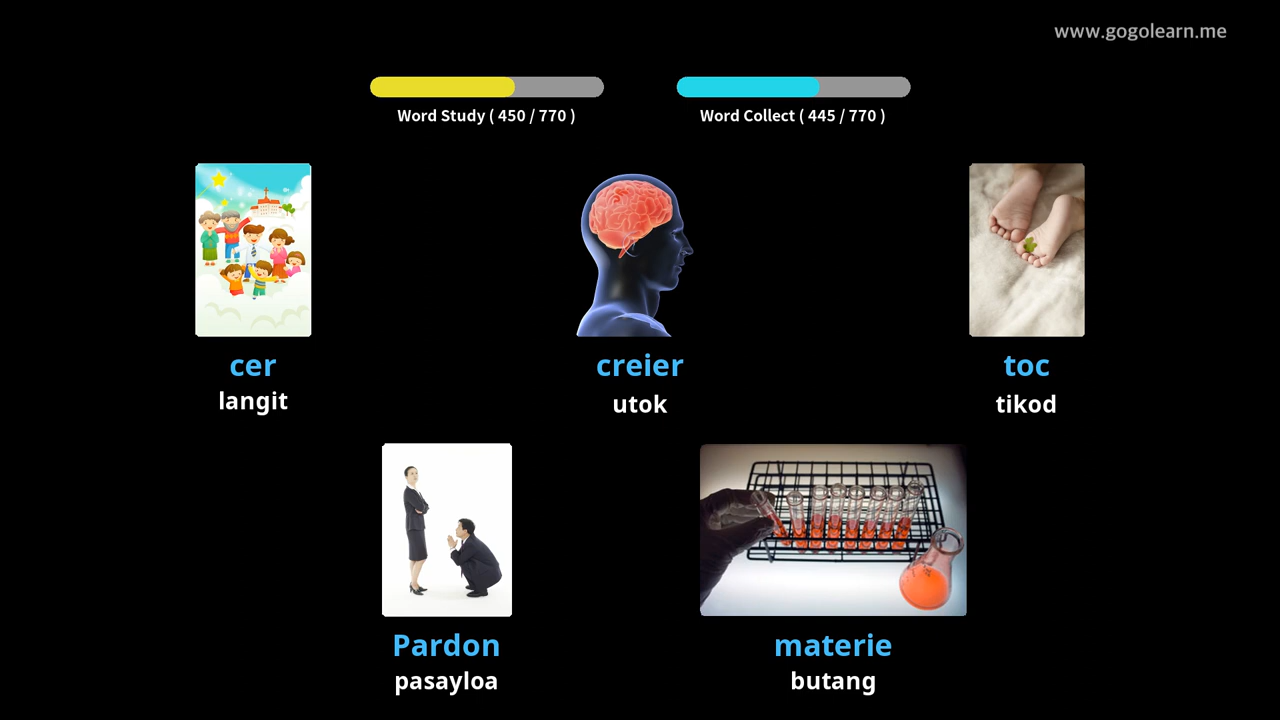 www.gogolearn.me
Word Study ( 450 / 770 )
Word Collect ( 445 / 770 )
cer
langit
creier
utok
toc
tikod
Pardon
pasayloa
materie
butang